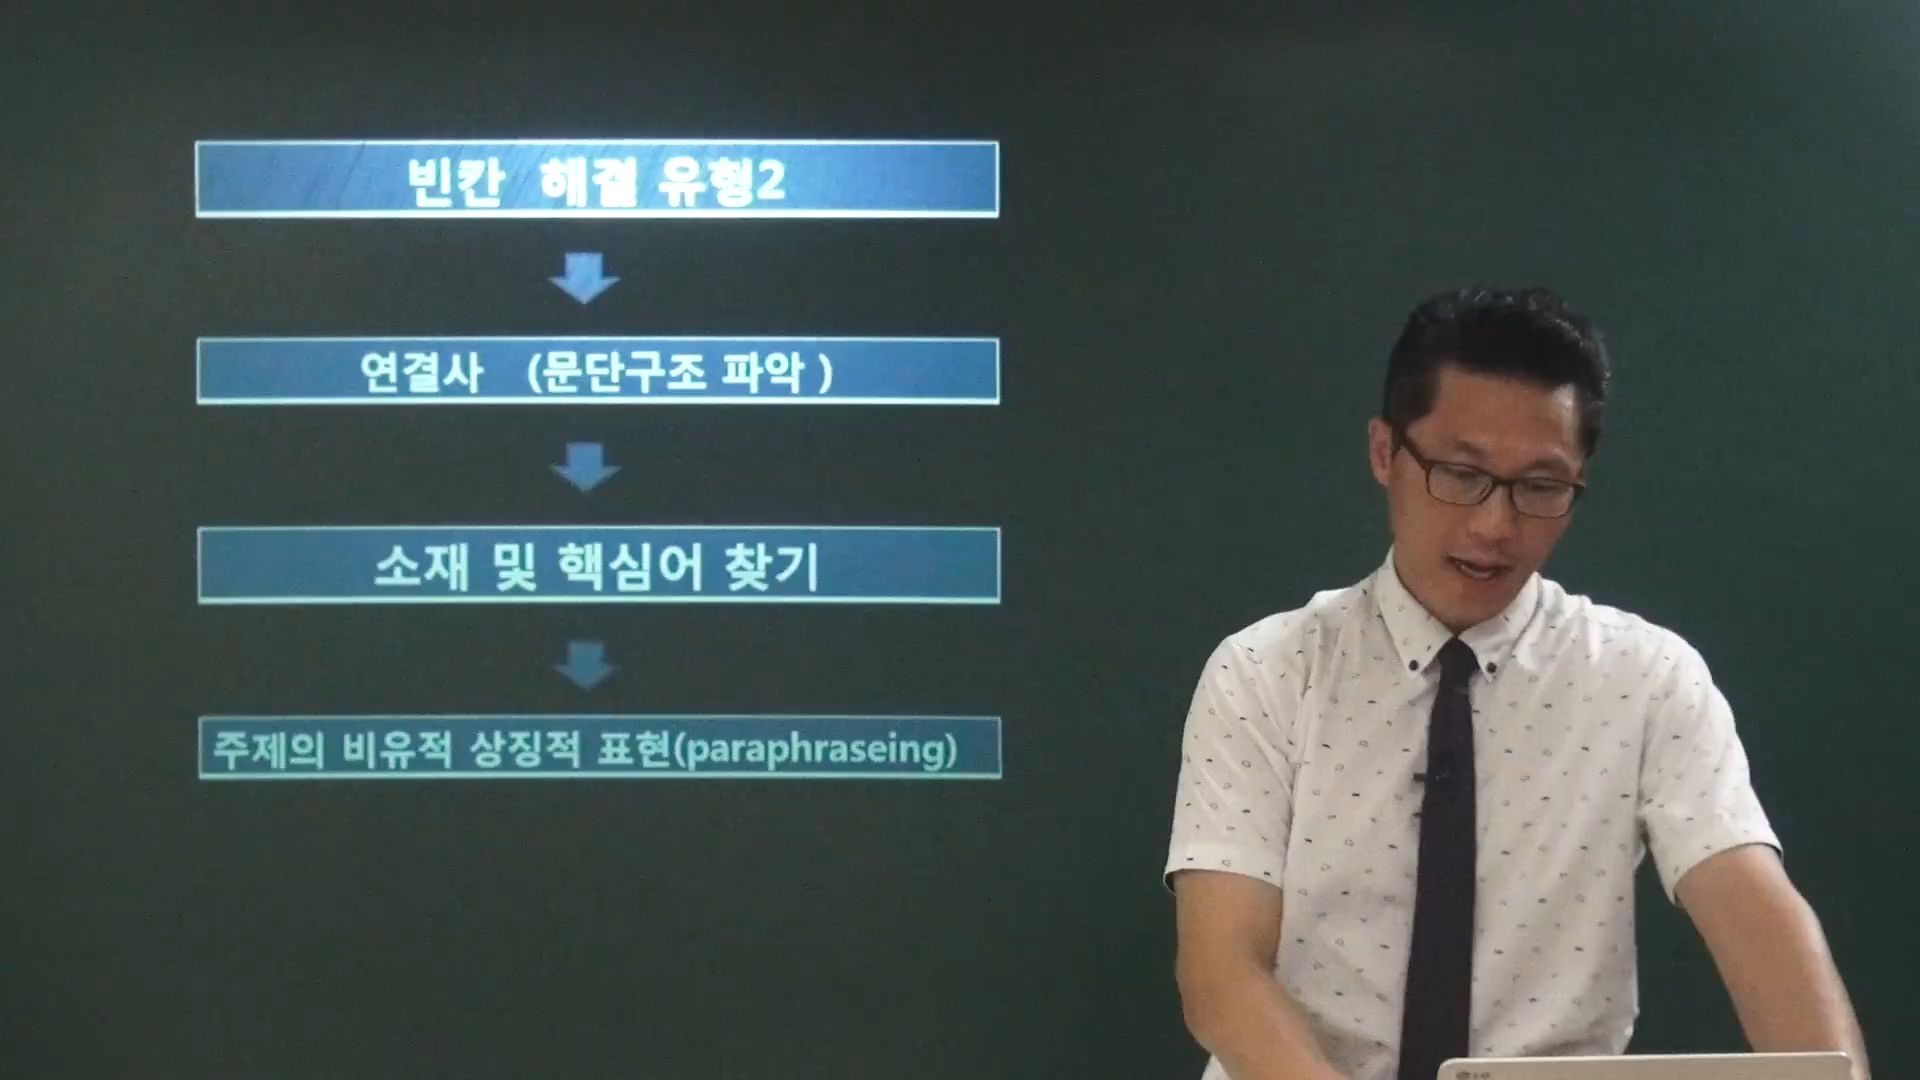 빈칸 해결 유형2
연결사 (문단구조 파악 )
소재 및 핵심어 찾기
주제의 비유적 상징적 표현(paraphraseing)
LG